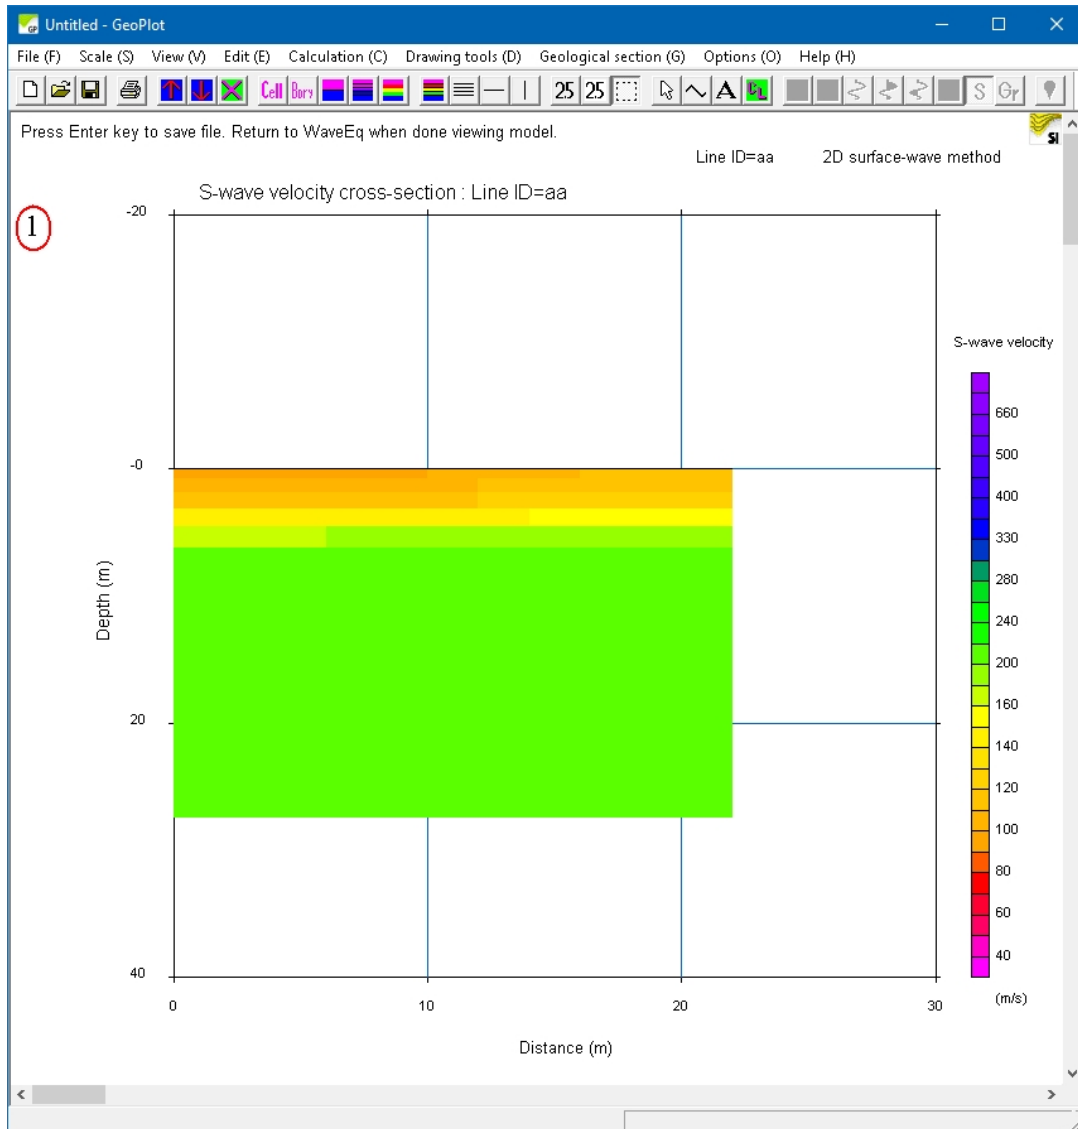 GP Untitled - GeoPlot
File (F) Scale (S) View (V) Edit (E) Calculation (C) Drawing tools (D) Geological section (G) Options (O) Help (H)
Cell Bory 25 25 A S Gr
Press Enter key to save file. Return to WaveEq when done viewing model.
SI
Line ID=aa 2D surface-wave method
S-wave velocity cross-section : Line ID=aa
1
-20
-0
20
40
Depth (m)
0 10 20 30
Distance (m)
S-wave velocity
660
500
400
330
280
240
200
160
140
120
100
80
60
40
(m/s)